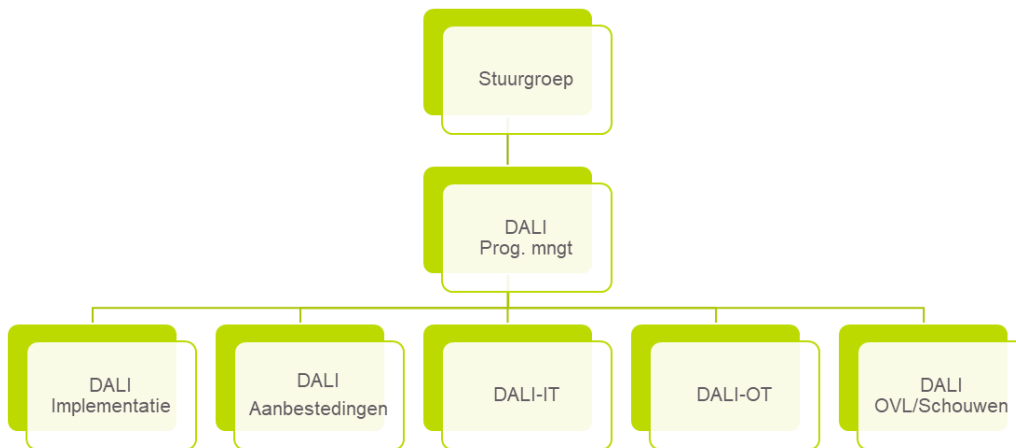 Stuurgroep
DALI
Prog. mngt
DALI
Implementatie
DALI
Aanbestedingen
DALI-IT
DALI-OT
DALI
OVL/Schouwen